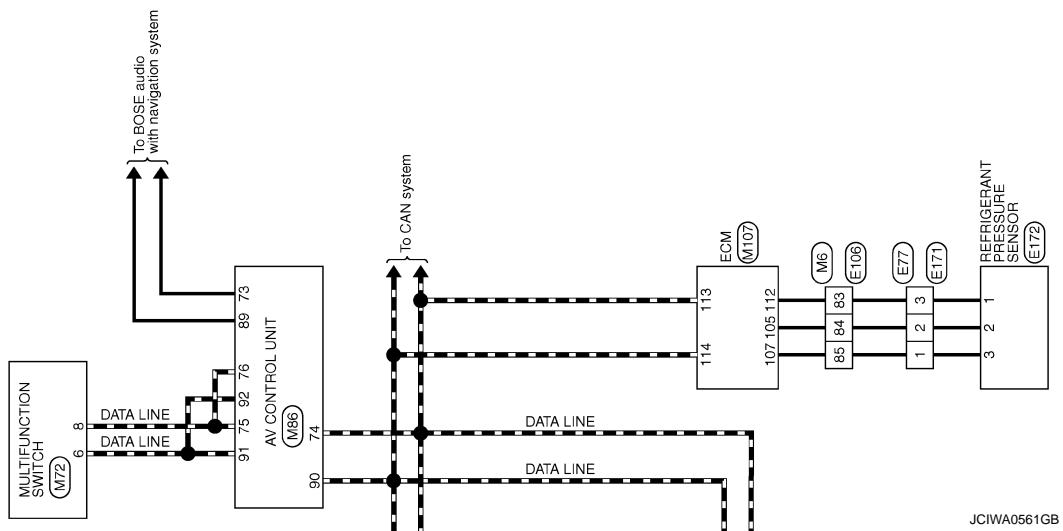 To BOSE audio
with navigation system
To CAN system
MULTIFUNCTION
SWITCH
M72
8
6
DATA LINE
DATA LINE
73
89
76
92
75
91
AV CONTROL UNIT
M86
74
90
DATA LINE
DATA LINE
ECM
M107
113
114
112
105
107
M6
E106
83
84
85
E77
E171
3
2
1
REFRIGERANT
PRESSURE
SENSOR
E172
1
2
3
JCIWA0561GB